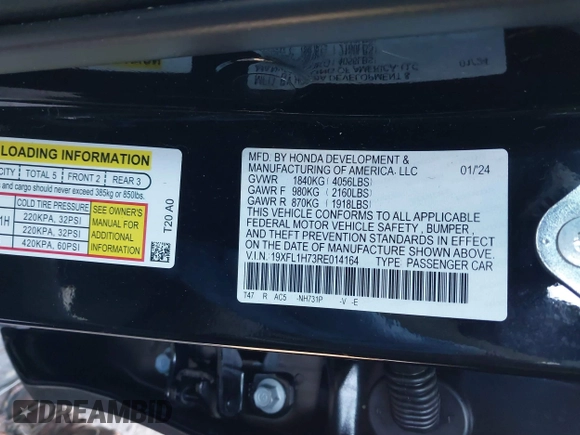 LOADING INFORMATION
CITY TOTAL 5 FRONT 2 REAR 3
and cargo should never exceed 385kg or 850lbs.
COLD TIRE PRESSURE
220KPA, 32PSI
220KPA, 32PSI
420KPA, 60PSI
SEE OWNER'S
MANUAL FOR
ADDITIONAL
INFORMATION
T20 A0
MFD. BY HONDA DEVELOPMENT &
MANUFACTURING OF AMERICA, LLC 01/24
GVWR 1840KG (4056LBS)
GAWR F 980KG (2160LBS)
GAWR R 870KG (1918LBS)
THIS VEHICLE CONFORMS TO ALL APPLICABLE
FEDERAL MOTOR VEHICLE SAFETY, BUMPER,
AND THEFT PREVENTION STANDARDS IN EFFECT
ON THE DATE OF MANUFACTURE SHOWN ABOVE.
V.I.N. 19XFL1H73RE014164 TYPE PASSENGER CAR
T47 R AC5 -NH731P -V -E
DREAMBID